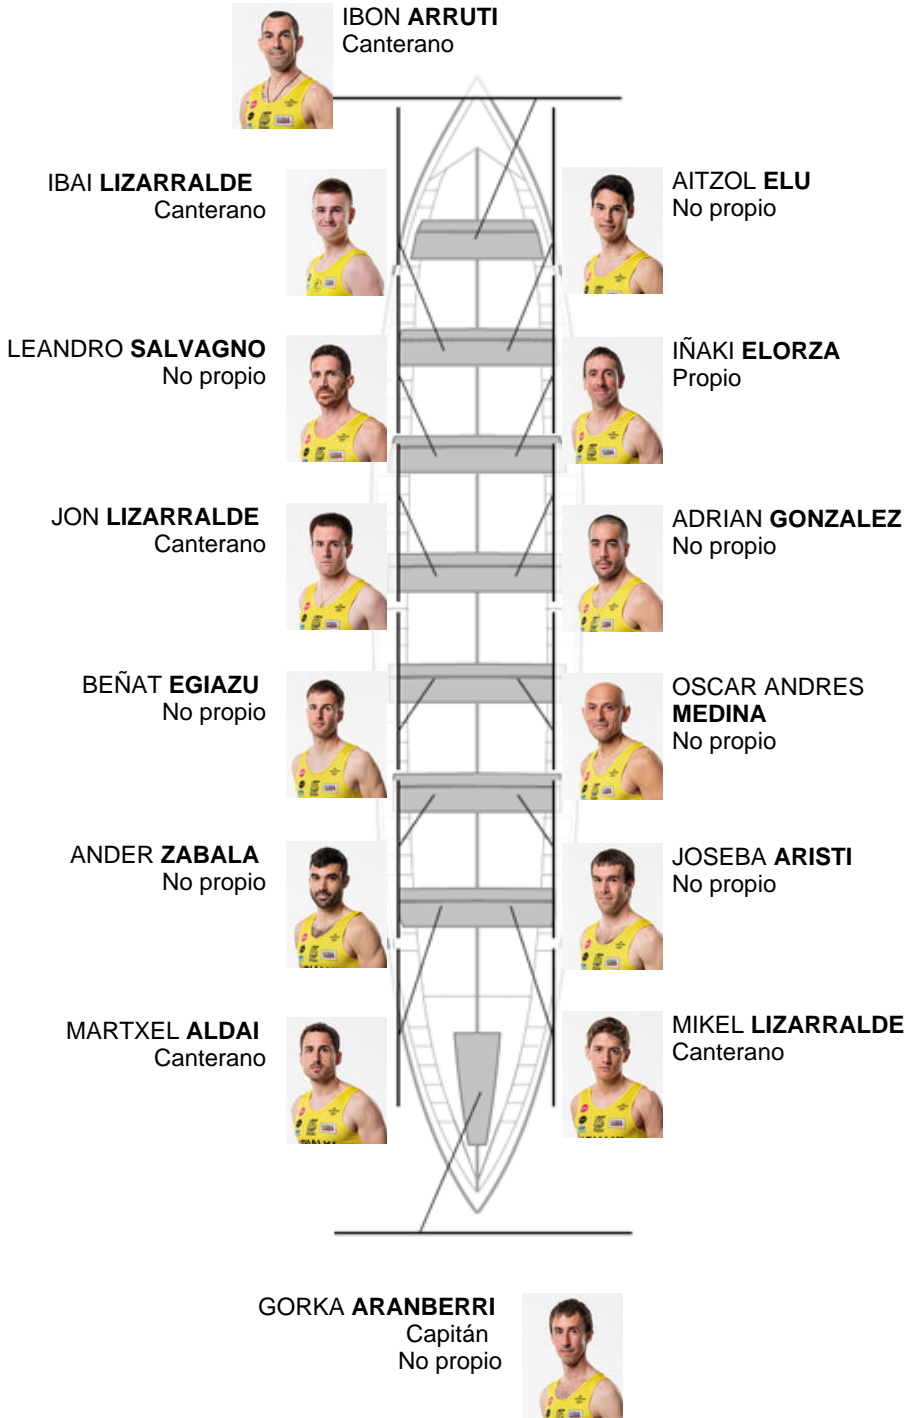 IBON ARRUTI
Canterano
IBAI LIZARRALDE
Canterano
AITZOL ELU
No propio
LEANDRO SALVAGNO
No propio
IÑAKI ELORZA
Propio
JON LIZARRALDE
Canterano
ADRIAN GONZALEZ
No propio
BEÑAT EGIAZU
No propio
OSCAR ANDRES
MEDINA
No propio
ANDER ZABALA
No propio
JOSEBA ARISTI
No propio
MARTXEL ALDAI
Canterano
MIKEL LIZARRALDE
Canterano
GORKA ARANBERRI
Capitán
No propio